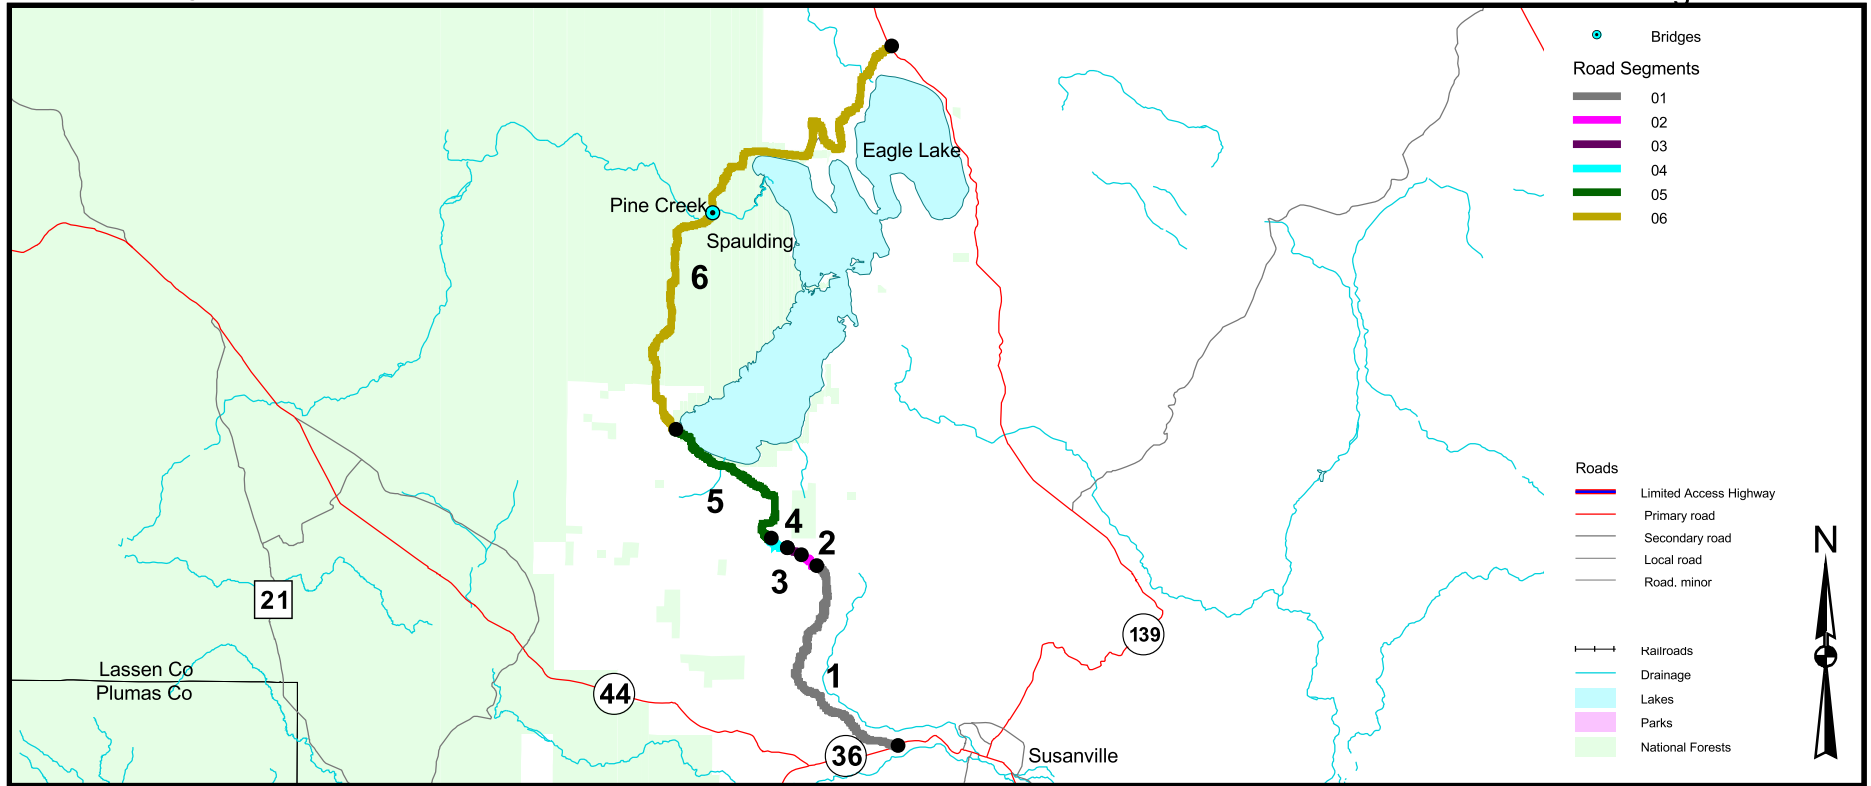 Bridges
Road Segments
01
02
03
04
05
06
Eagle Lake
Pine Creek
Spaulding
6
5
4
2
3
1
21
Lassen Co
Plumas Co
44
36
139
Susanville
Roads
Limited Access Highway
Primary road
Secondary road
Local road
Road, minor
N
Railroads
Drainage
Lakes
Parks
National Forests